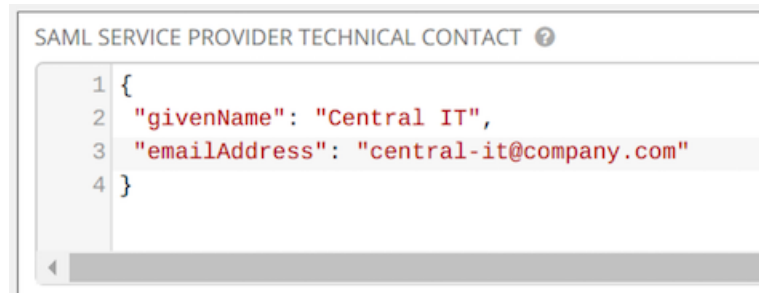 SAML SERVICE PROVIDER TECHNICAL CONTACT ?
1 {
2 "givenName": "Central IT",
3 "emailAddress": "central-it@company.com"
4 }